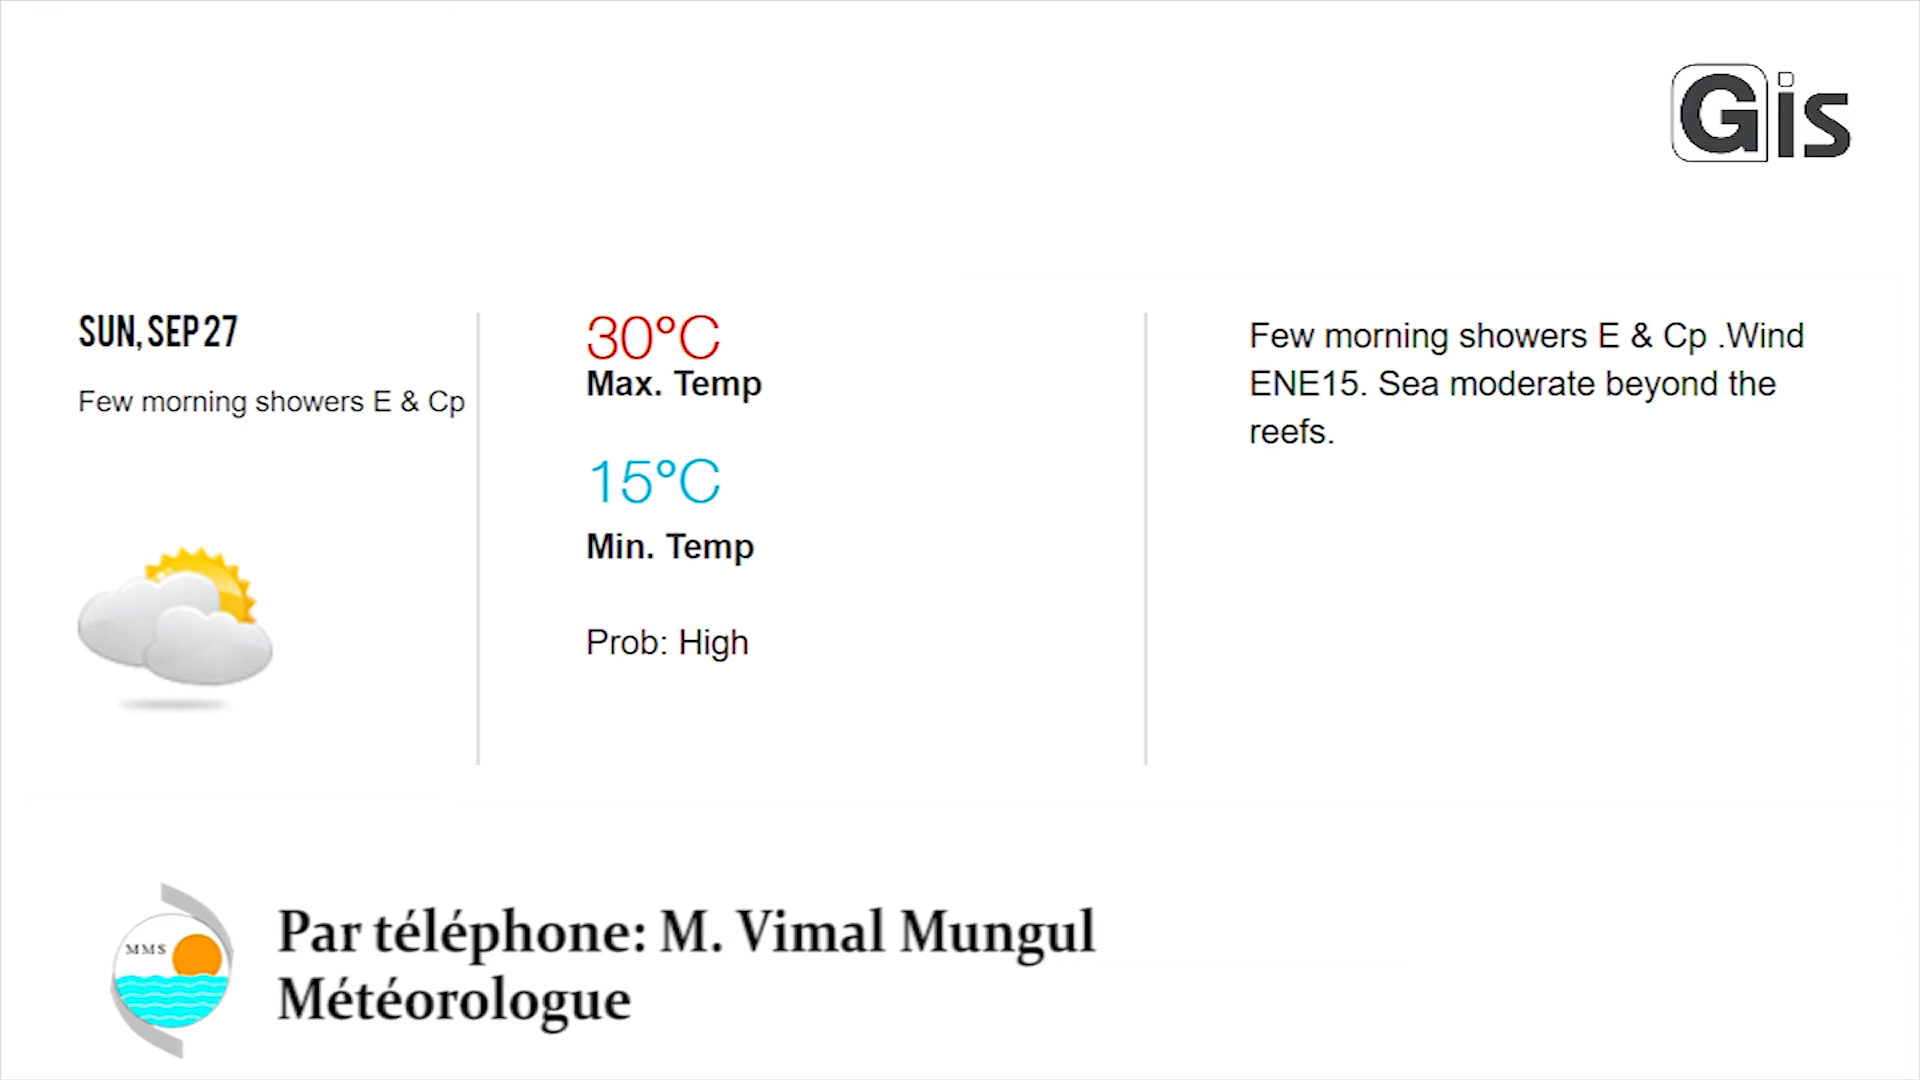 Gis
SUN, SEP 27
Few morning showers E & Cp
30°C
Max. Temp
15°C
Min. Temp
Prob: High
Few morning showers E & Cp .Wind
ENE15. Sea moderate beyond the
reefs.
MMS
Par téléphone: M. Vimal Mungul
Météorologue